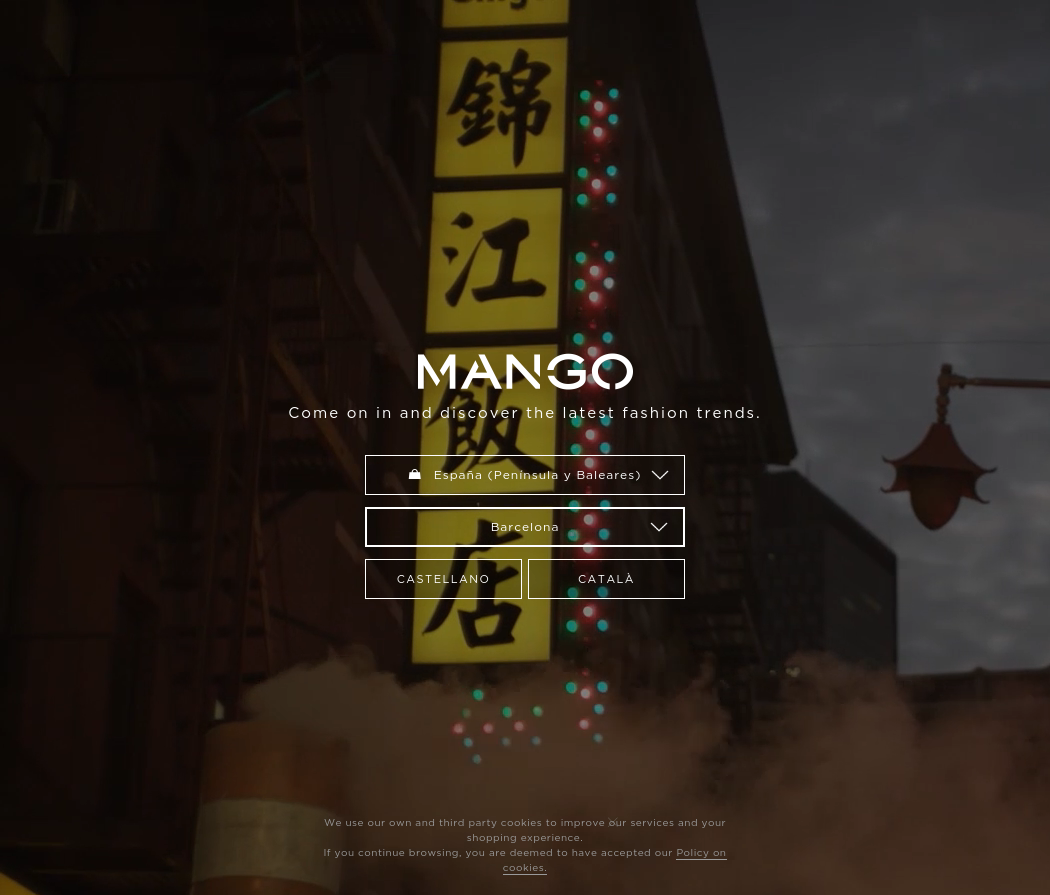 錦
江
飯
店
MANGO
Come on in and discover the latest fashion trends.
España (Península y Baleares)
Barcelona
CASTELLANO CATALÀ
We use our own and third party cookies to improve our services and your
shopping experience.
If you continue browsing, you are deemed to have accepted our Policy on
cookies.